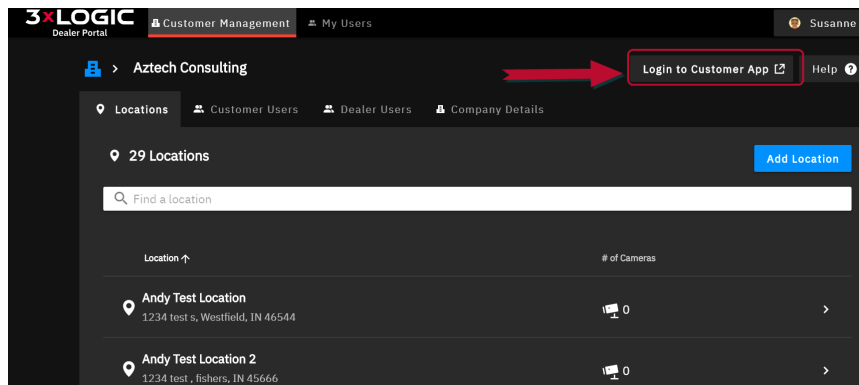 3xLOGIC
Dealer Portal
Customer Management
My Users
Susanne
Aztech Consulting
Login to Customer App
Help ?
Locations
Customer Users
Dealer Users
Company Details
29 Locations
Add Location
Find a location
Location
# of Cameras
Andy Test Location
1234 test s, Westfield, IN 46544
0
Andy Test Location 2
1234 test , fishers, IN 45666
0